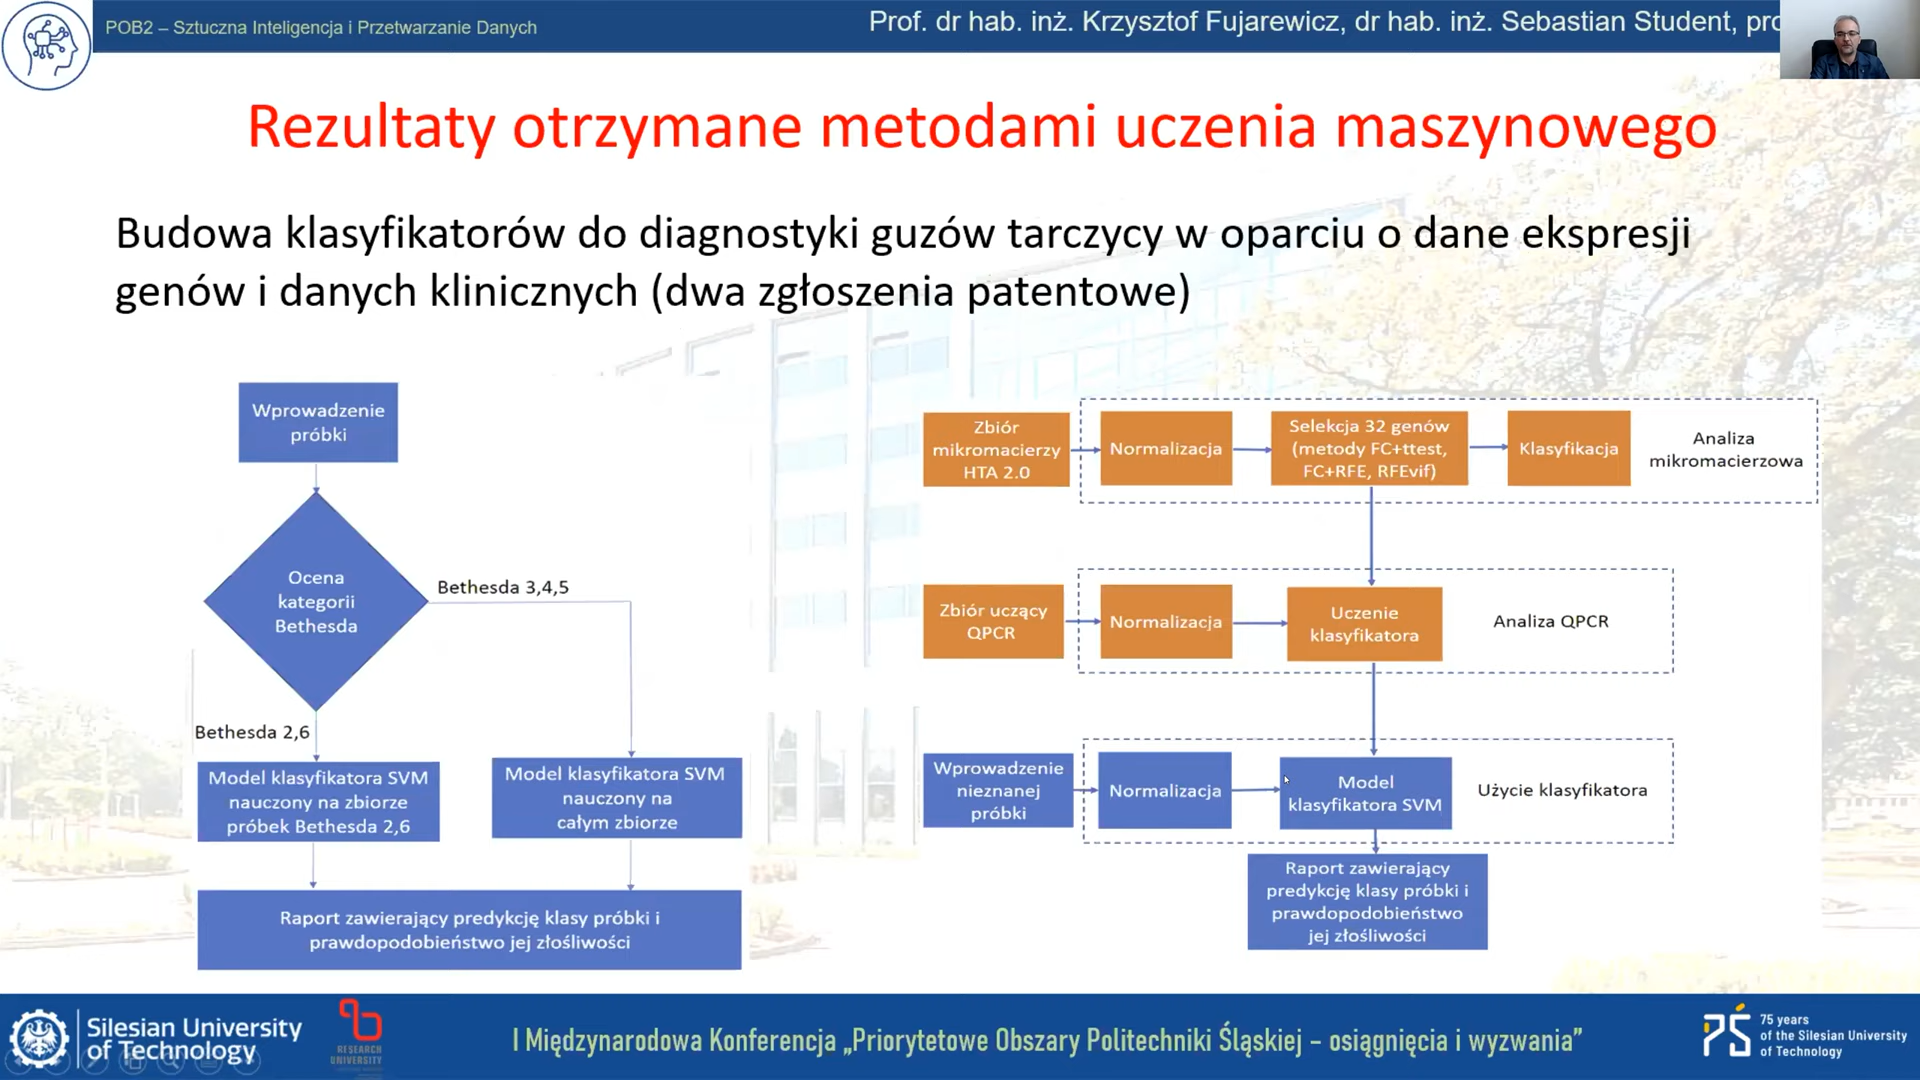 POB2 – Sztuczna Inteligencja i Przetwarzanie Danych
Prof. dr hab. inż. Krzysztof Fujarewicz, dr hab. inż. Sebastian Student,
Rezultaty otrzymane metodami uczenia maszynowego
Budowa klasyfikatorów do diagnostyki guzów tarczycy w oparciu o dane ekspresji
genów i danych klinicznych (dwa zgłoszenia patentowe)
Wprowadzenie
próbki
Ocena
kategorii
Bethesda
Bethesda 3,4,5
Bethesda 2,6
Model klasyfikatora SVM
nauczony na zbiorze
próbek Bethesda 2,6
Model klasyfikatora SVM
nauczony na
całym zbiorze
Raport zawierający predykcję klasy próbki i
prawdopodobieństwo jej złośliwości
Zbiór
mikromacierzy
HTA 2.0
Normalizacja
Selekcja 32 genów
(metody FC+ttest,
FC+RFE, RFEvif)
Klasyfikacja
Analiza
mikromacierzowa
Zbiór uczący
QPCR
Normalizacja
Uczenie
klasyfikatora
Analiza QPCR
Wprowadzenie
nieznanej
próbki
Normalizacja
Model
klasyfikatora SVM
Użycie klasyfikatora
Raport zawierający
predykcję klasy próbki i
prawdopodobieństwo
jej złośliwości
Silesian University
of Technology
RESEARCH
UNIVERSITY
I Międzynarodowa Konferencja „Priorytetowe Obszary Politechniki Śląskiej – osiągnięcia i wyzwania”
75 years
of the Silesian University
of Technology